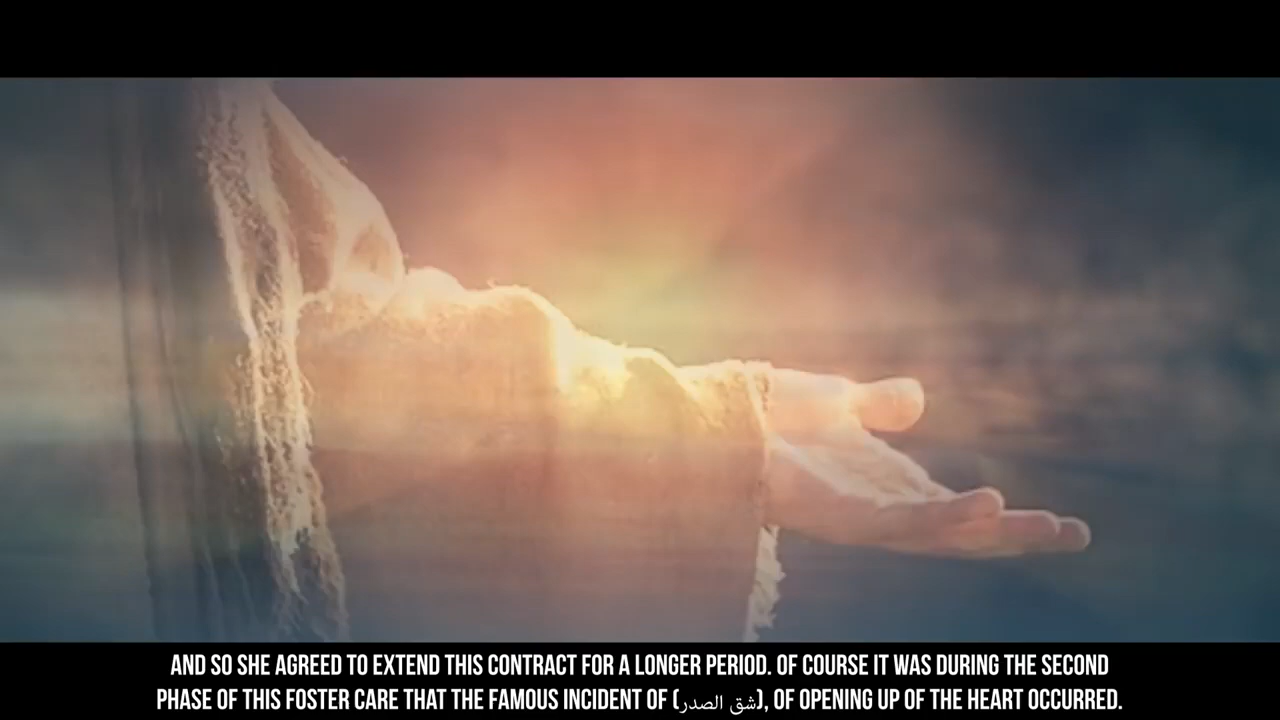 AND SO SHE AGREED TO EXTEND THIS CONTRACT FOR A LONGER PERIOD. OF COURSE IT WAS DURING THE SECOND
PHASE OF THIS FOSTER CARE THAT THE FAMOUS INCIDENT OF (شق الصدر), OF OPENING UP OF THE HEART OCCURRED.